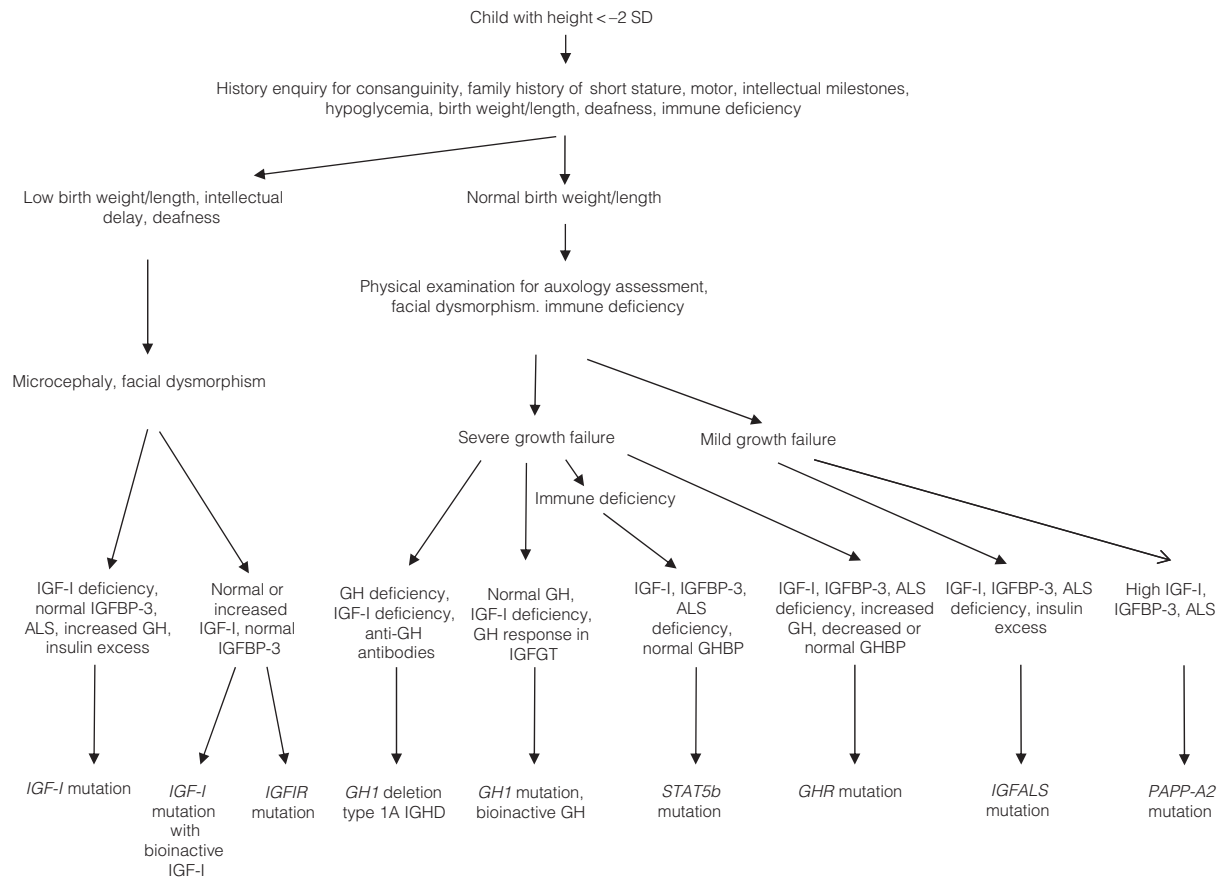 Child with height < –2 SD
History enquiry for consanguinity, family history of short stature, motor, intellectual milestones,
hypoglycemia, birth weight/length, deafness, immune deficiency
Low birth weight/length, intellectual
delay, deafness
Normal birth weight/length
Physical examination for auxology assessment,
facial dysmorphism. immune deficiency
Microcephaly, facial dysmorphism
Severe growth failure
Mild growth failure
Immune deficiency
IGF-I deficiency,
normal IGFBP-3,
ALS, increased GH,
insulin excess
Normal or
increased
IGF-I, normal
IGFBP-3
GH deficiency,
IGF-I deficiency,
anti-GH
antibodies
Normal GH,
IGF-I deficiency,
GH response in
IGFGT
IGF-I, IGFBP-3,
ALS
deficiency,
normal GHBP
IGF-I, IGFBP-3, ALS
deficiency, increased
GH, decreased or
normal GHBP
IGF-I, IGFBP-3, ALS
deficiency, insulin
excess
High IGF-I,
IGFBP-3, ALS
IGF-I mutation
IGF-I
mutation
with
bioinactive
IGF-I
IGFIR
mutation
GH1 deletion
type 1A IGHD
GH1 mutation,
bioinactive GH
STAT5b
mutation
GHR mutation
IGFALS
mutation
PAPP-A2
mutation